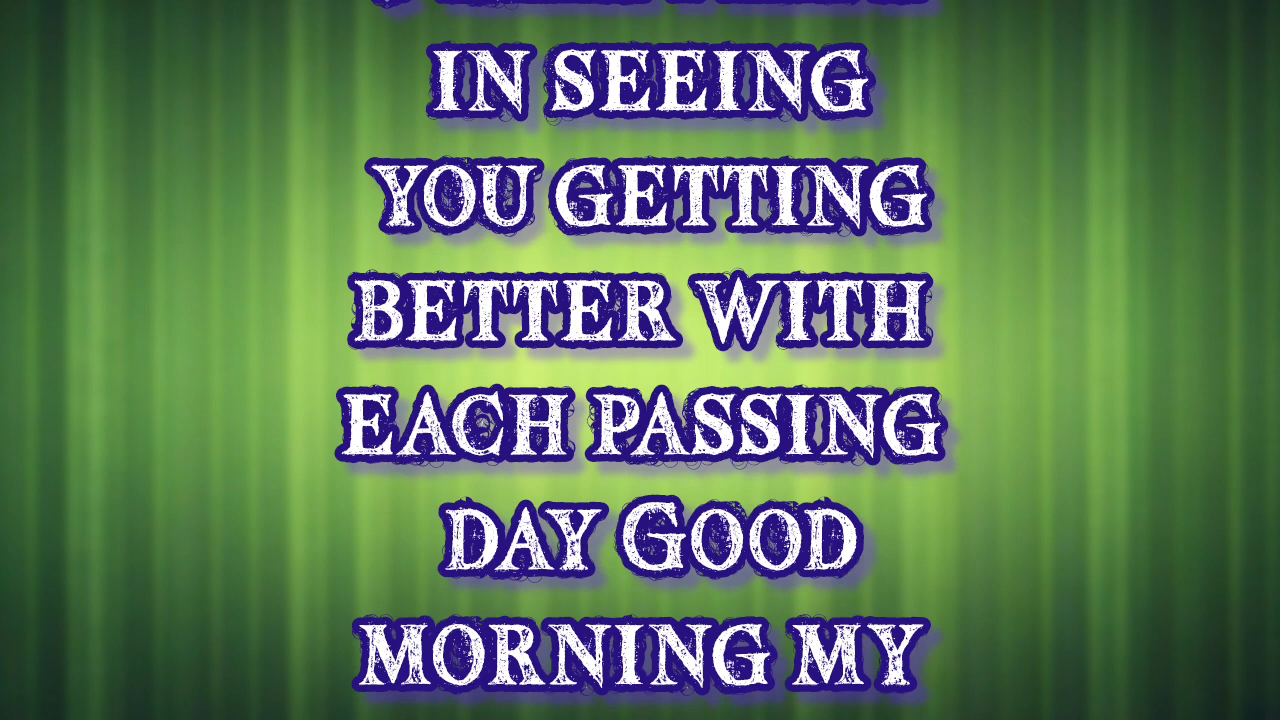 IN SEEING
YOU GETTING
BETTER WITH
EACH PASSING
DAY GOOD
MORNING MY